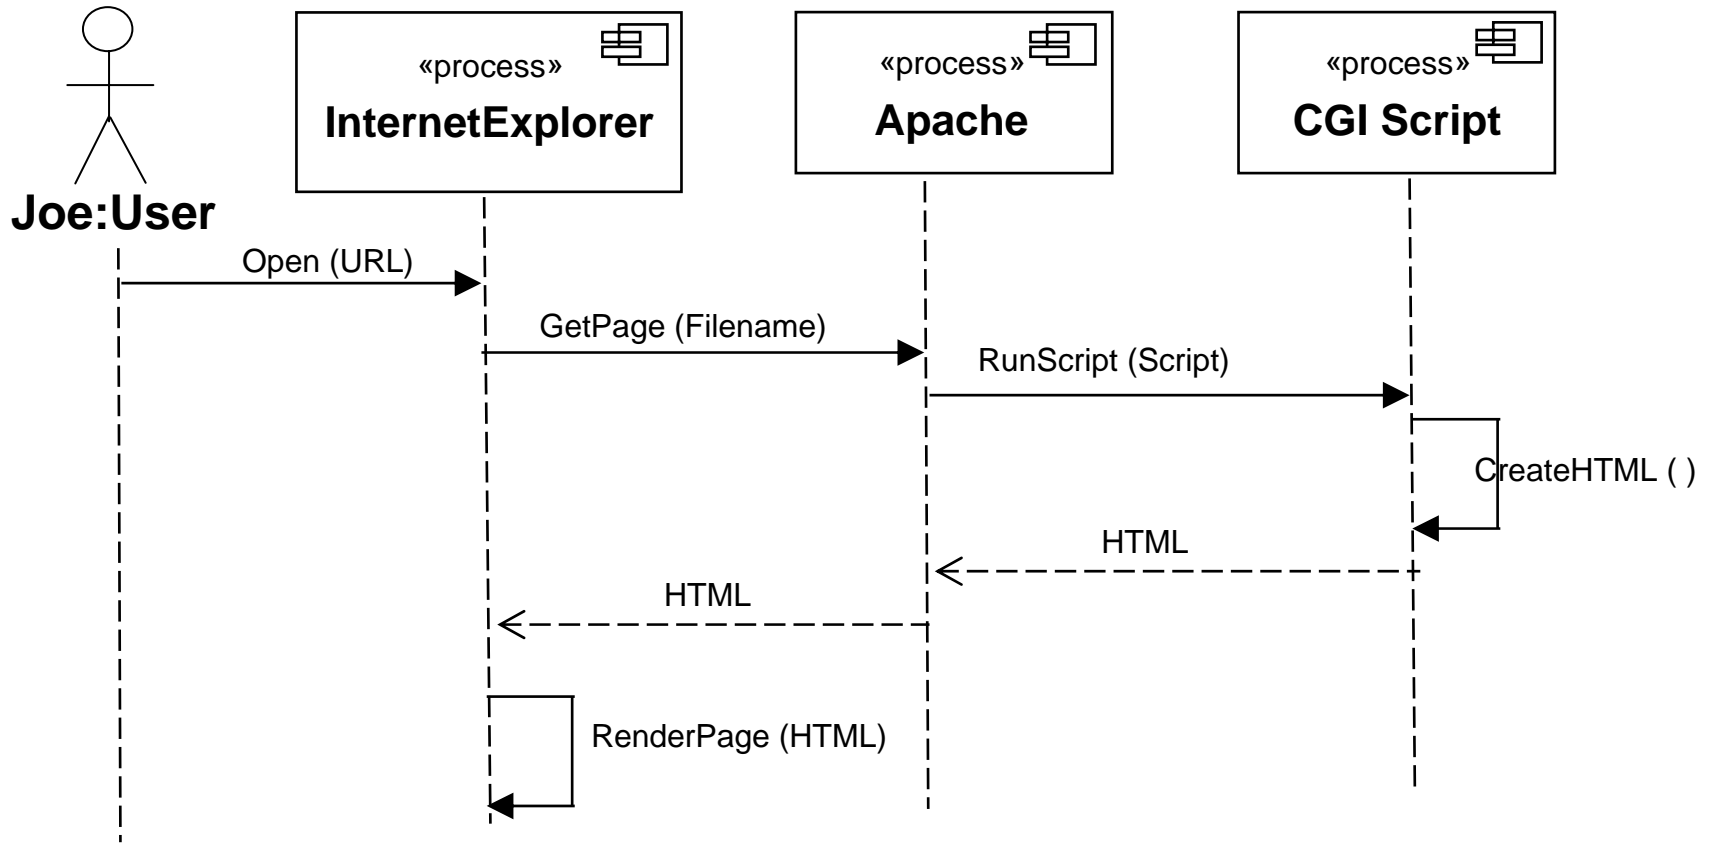 «process»
InternetExplorer
«process»
Apache
«process»
CGI Script
Joe:User
Open (URL)
GetPage (Filename)
RunScript (Script)
CreateHTML ( )
HTML
HTML
RenderPage (HTML)